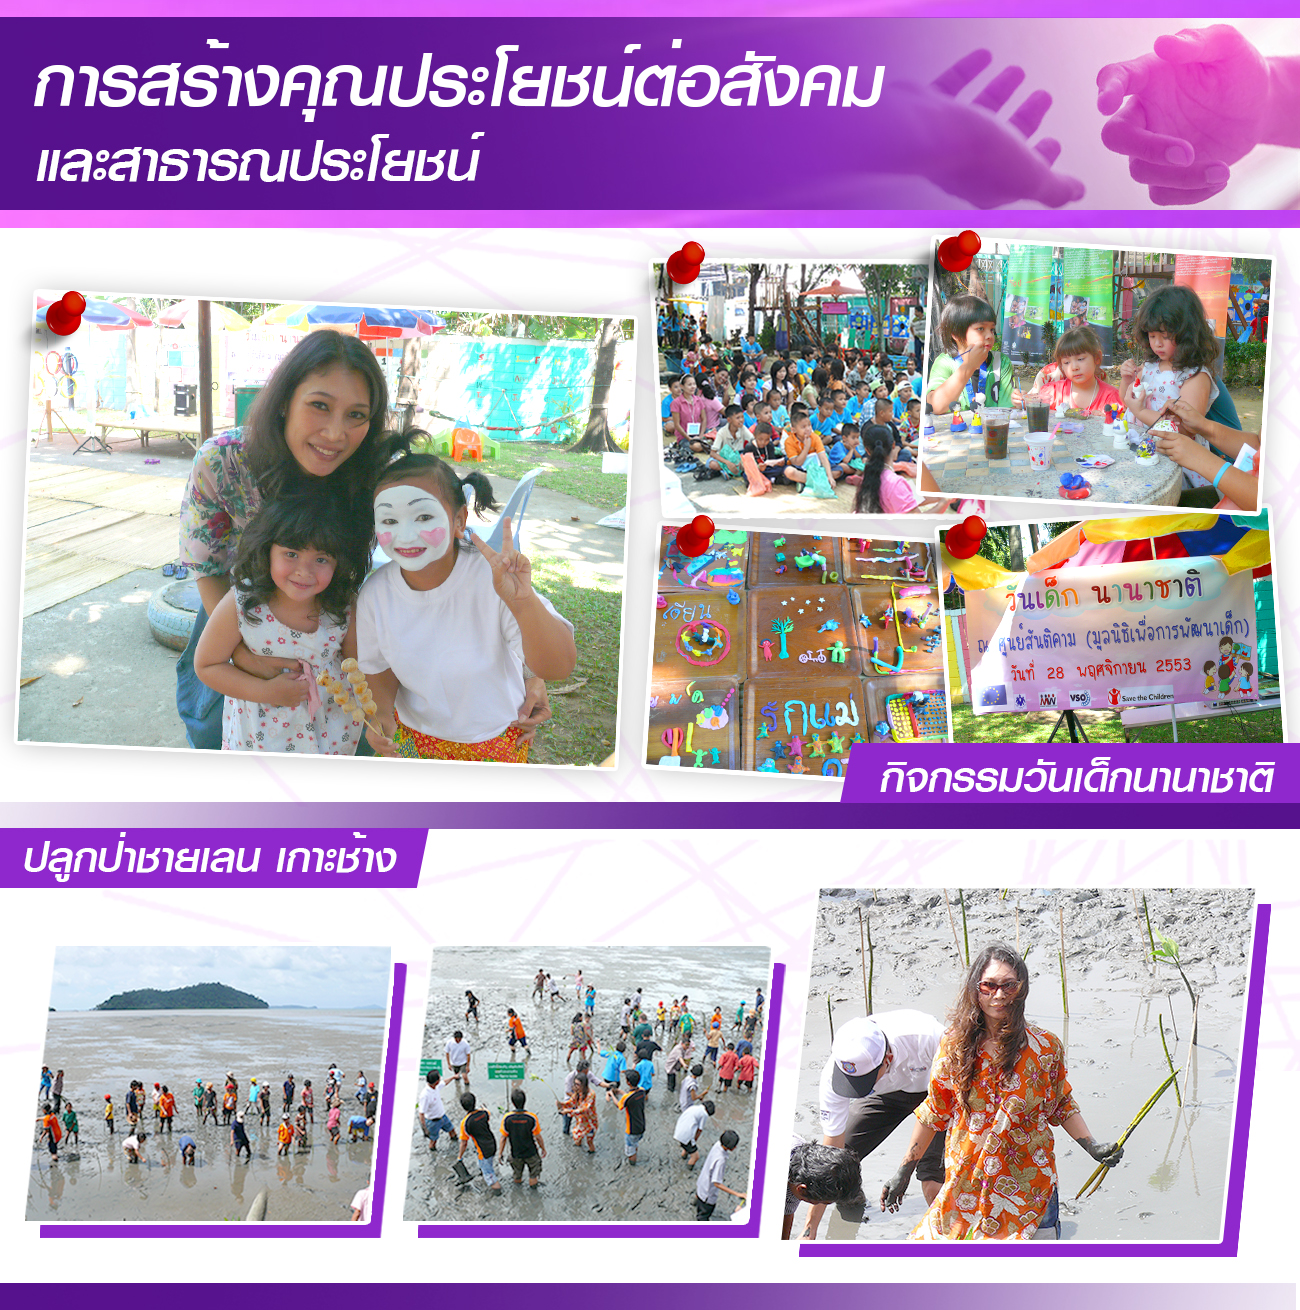 การสร้างคุณประโยชน์ต่อสังคม
และสาธารณประโยชน์
เขียน
รักแม่
วันเด็ก นานาชาติ
ณ ศูนย์สันติคาม (มูลนิธิเพื่อการพัฒนาเด็ก)
วันที่ 28 พฤศจิกายน 2553
VSO
Save the Children
กิจกรรมวันเด็กนานาชาติ
ปลูกป่าชายเลน เกาะช้าง